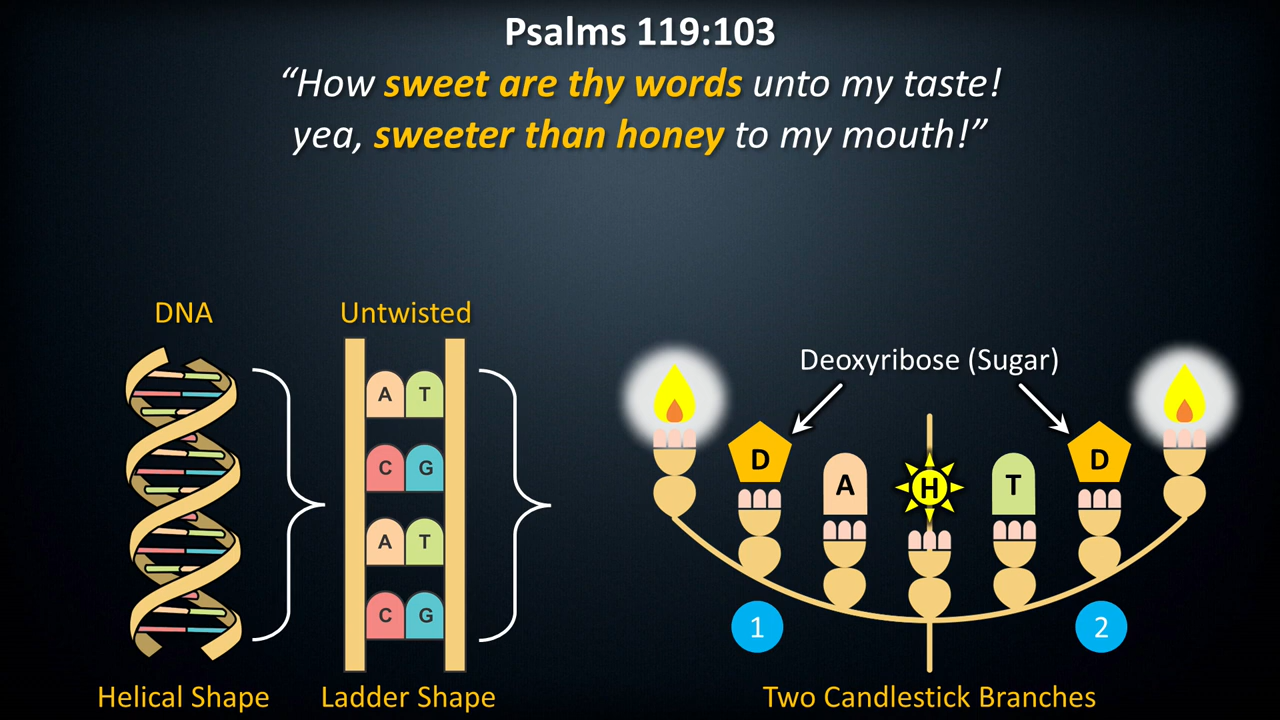 Psalms 119:103
“How sweet are thy words unto my taste!
yea, sweeter than honey to my mouth!”
DNA
Untwisted
A T
C G
A T
C G
Helical Shape
Ladder Shape
Deoxyribose (Sugar)
D A H T D
1 2
Two Candlestick Branches